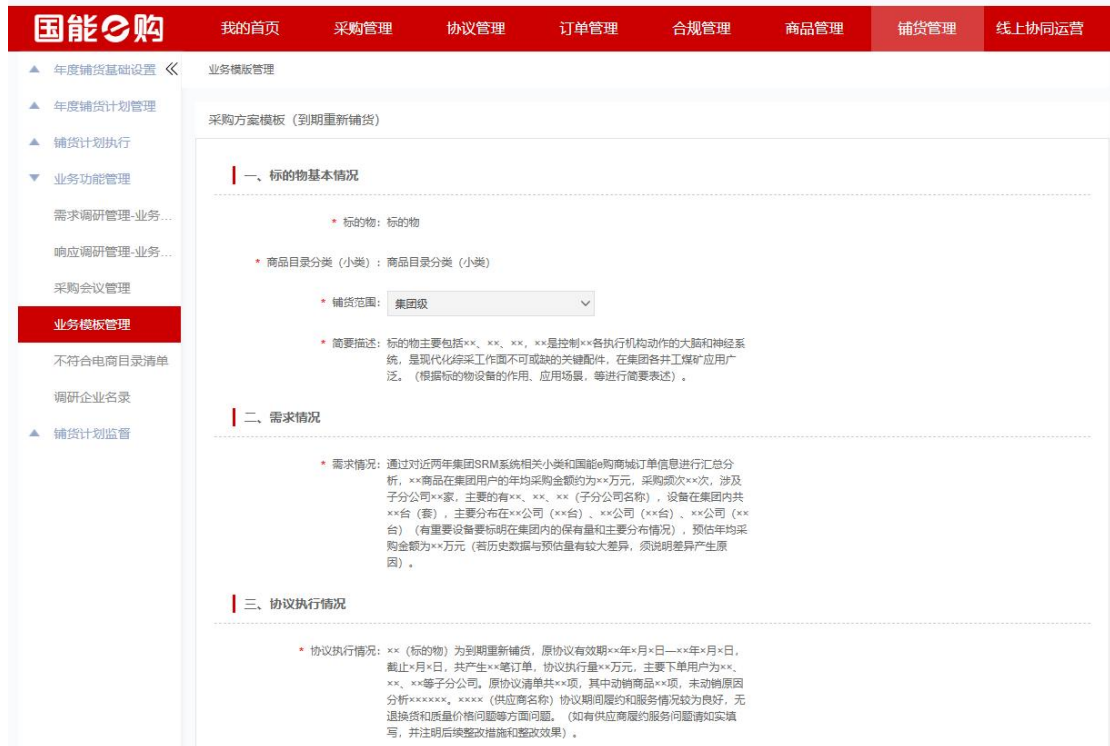 国能e购
我的首页 采购管理 协议管理 订单管理 合规管理 商品管理 铺货管理 线上协同运营
年度铺货基础设置
年度铺货计划管理
铺货计划执行
业务功能管理
需求调研管理-业务...
响应调研管理-业务...
采购会议管理
业务模板管理
不符合电商目录清单
调研企业名录
铺货计划监督
业务模版管理
采购方案模板（到期重新铺货）
一、标的物基本情况
* 标的物: 标的物
* 商品目录分类（小类）: 商品目录分类（小类）
* 铺货范围: 集团级
* 简要描述: 标的物主要包括××、××、××，××是控制××各执行机构动作的大脑和神经系
统，是现代化综采工作面不可或缺的关键配件，在集团各井工煤矿应用广
泛。（根据标的物设备的作用、应用场景，等进行简要表述）。
二、需求情况
* 需求情况: 通过对近两年集团SRM系统相关小类和国能e购商城订单信息进行汇总分
析，××商品在集团用户的年均采购金额约为××万元，采购频次××次，涉及
子分公司××家，主要的有××、××、××（子分公司名称），设备在集团内共
××台（套），主要分布在××公司（××台）、××公司（××台）、××公司（××
台）（有重要设备要标明在集团内的保有量和主要分布情况），预估年均采
购金额为××万元（若历史数据与预估量有较大差异，须说明差异产生原
因）。
三、协议执行情况
* 协议执行情况: ××（标的物）为到期重新铺货，原协议有效期××年×月×日—××年×月×日，
截止×月×日，共产生××笔订单，协议执行量××万元，主要下单用户为××、
××、××等子分公司。原协议清单共××项，其中动销商品××项，未动销原因
分析××××××。××××（供应商名称）协议期间履约和服务情况较为良好，无
退换货和质量价格问题等方面问题。（如有供应商履约服务问题请如实填
写，并注明后续整改措施和整改效果）。